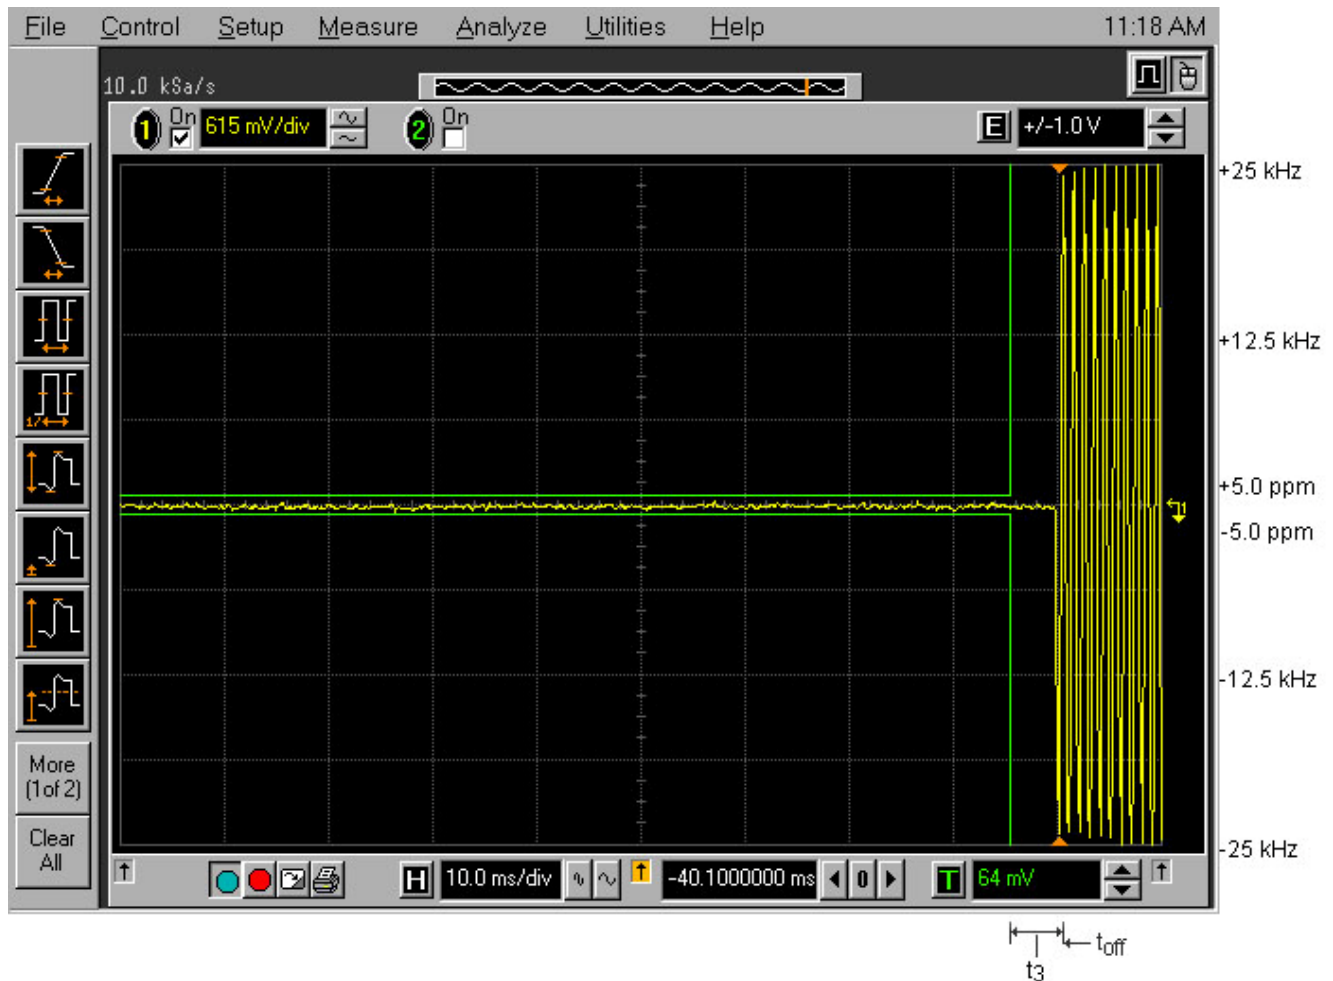 File Control Setup Measure Analyze Utilities Help 11:18 AM
10.0 kSa/s
1 On 615 mV/div 2 On E +/-1.0 V
+25 kHz
+12.5 kHz
+5.0 ppm
1
-5.0 ppm
-12.5 kHz
-25 kHz
1/
More
(1of 2)
Clear
All
H 10.0 ms/div -40.1000000 ms 0 T 64 mV
toff
t3